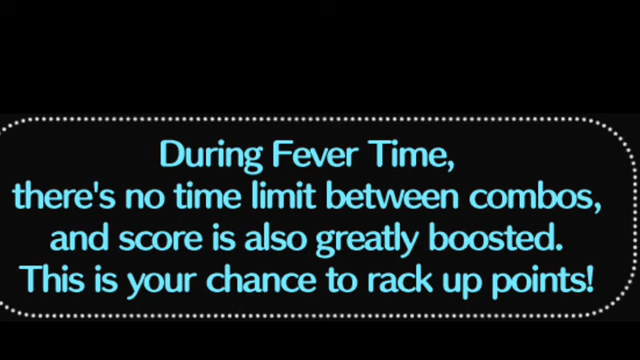 During Fever Time,
there's no time limit between combos,
and score is also greatly boosted.
This is your chance to rack up points!